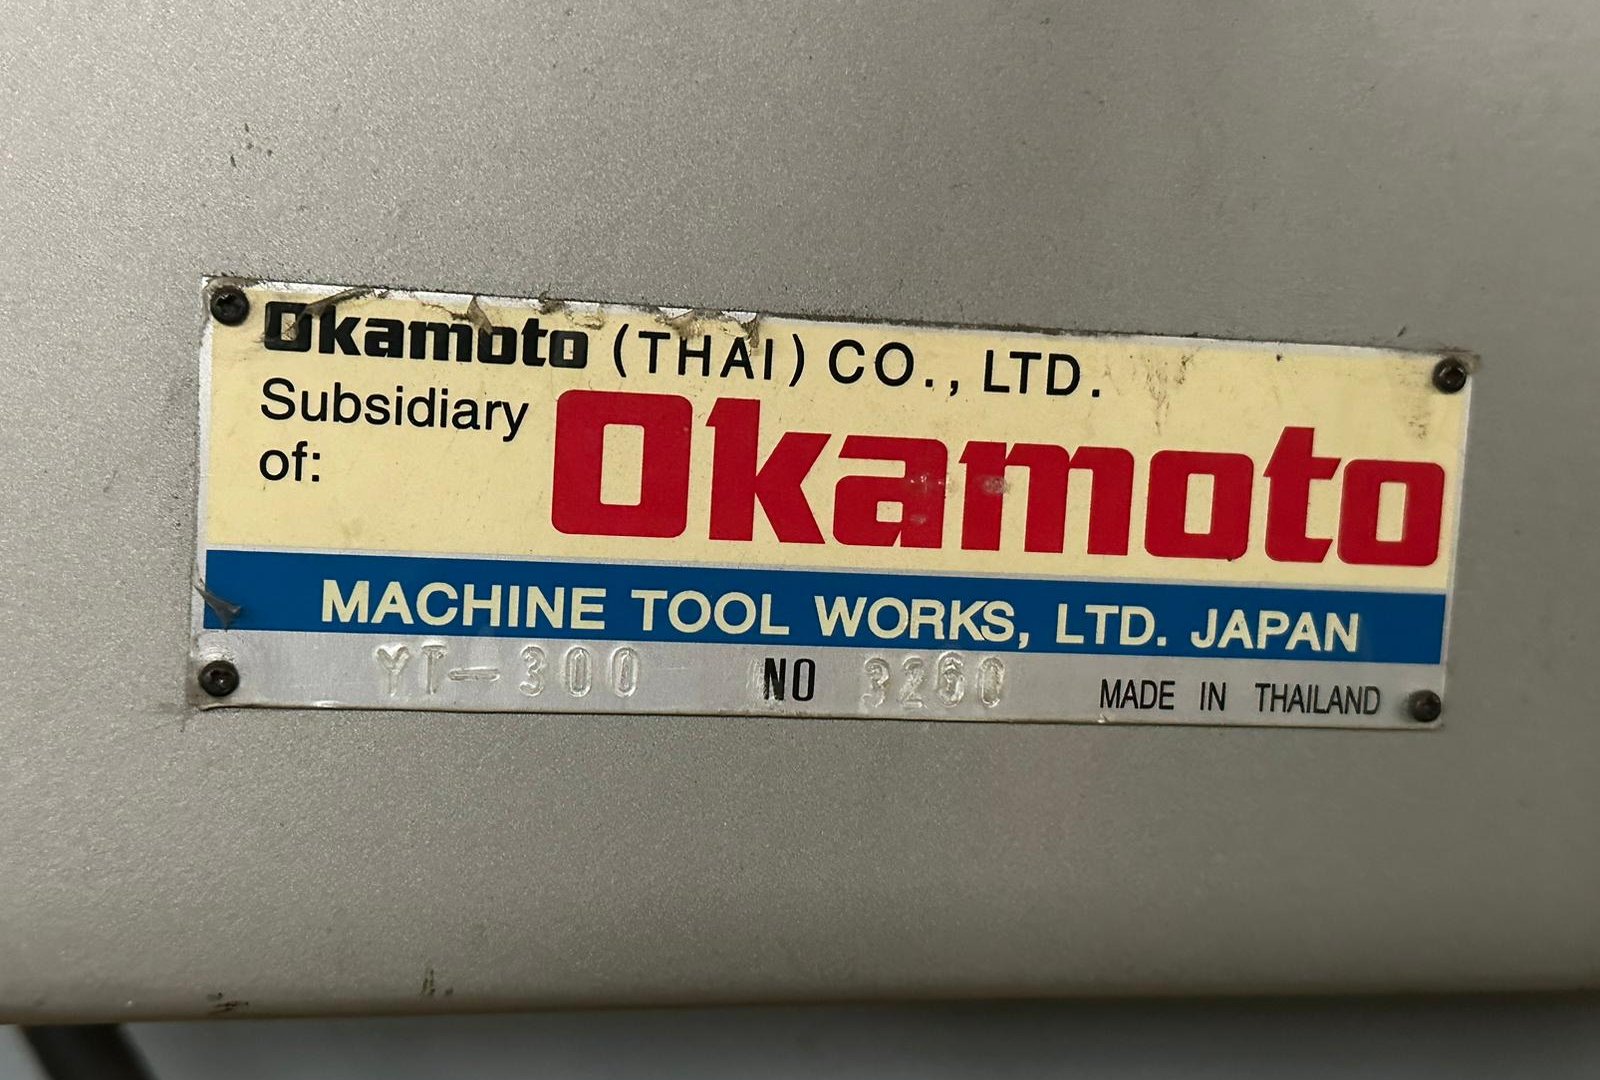 Okamoto (THAI) CO., LTD.
Subsidiary
of:
Okamoto
MACHINE TOOL WORKS, LTD. JAPAN
YT-300 NO 3260 MADE IN THAILAND